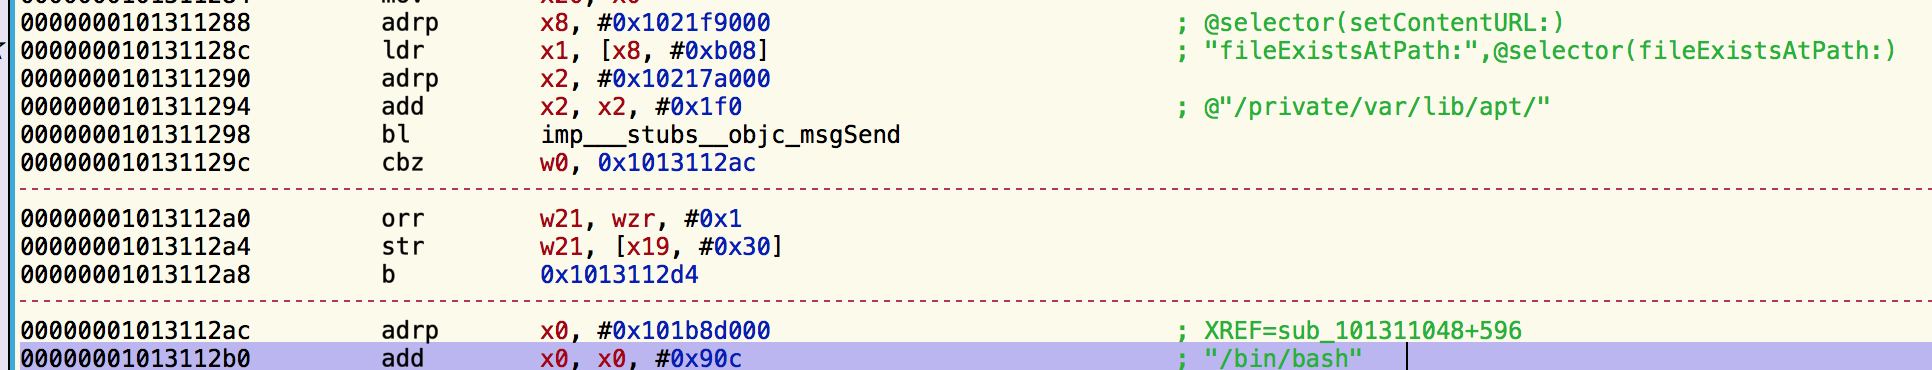 0000000101311288 adrp x8, #0x1021f9000 ; @selector(setContentURL:)
000000010131128c ldr x1, [x8, #0xb08] ; "fileExistsAtPath:",@selector(fileExistsAtPath:)
0000000101311290 adrp x2, #0x10217a000
0000000101311294 add x2, x2, #0x1f0 ; @"/private/var/lib/apt/"
0000000101311298 bl imp___stubs__objc_msgSend
000000010131129c cbz w0, 0x1013112ac
00000001013112a0 orr w21, wzr, #0x1
00000001013112a4 str w21, [x19, #0x30]
00000001013112a8 b 0x1013112d4
00000001013112ac adrp x0, #0x101b8d000 ; XREF=sub_101311048+596
00000001013112b0 add x0, x0, #0x90c ; "/bin/bash"